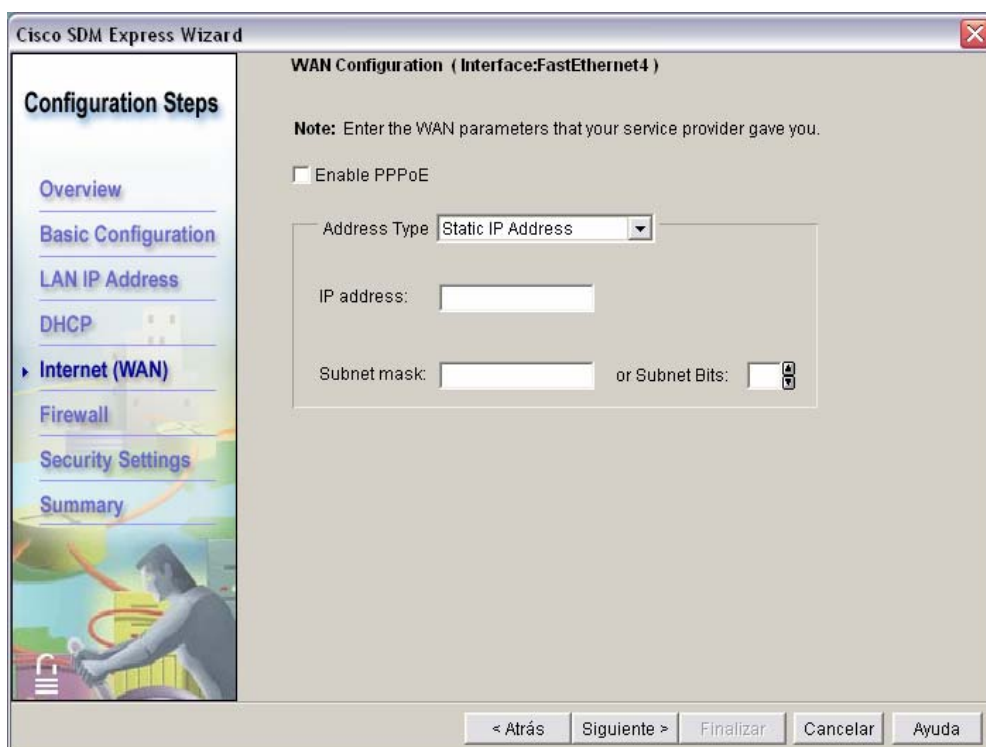 Cisco SDM Express Wizard
Configuration Steps
Overview
Basic Configuration
LAN IP Address
DHCP
Internet (WAN)
Firewall
Security Settings
Summary
WAN Configuration ( Interface:FastEthernet4 )
Note: Enter the WAN parameters that your service provider gave you.
Enable PPPoE
Address Type Static IP Address
IP address:
Subnet mask: or Subnet Bits:
< Atrás Siguiente > Finalizar Cancelar Ayuda